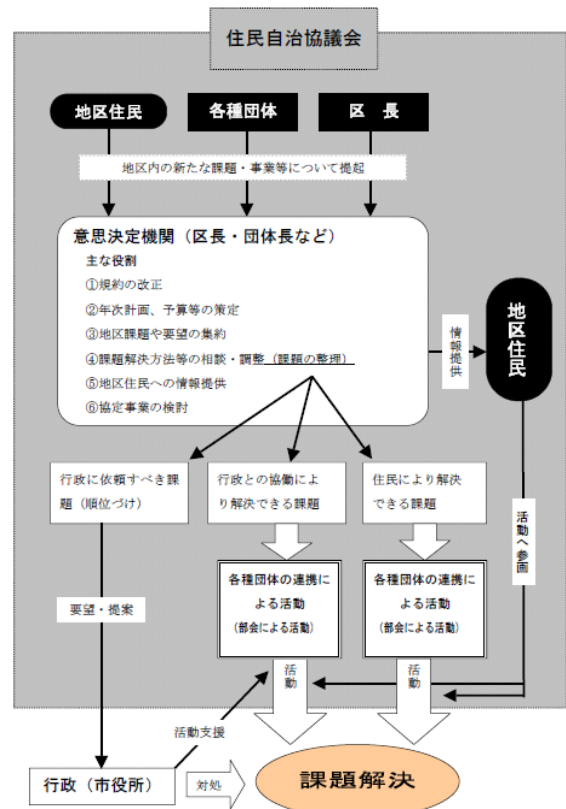 住民自治協議会
地区住民
各種団体
区　長
地区内の新たな課題・事業等について提起
意思決定機関（区長・団体長など）
主な役割
①規約の改正
②年次計画、予算等の策定
③地区課題や要望の集約
④課題解決方法等の相談・調整（課題の整理）
⑤地区住民への情報提供
⑥協定事業の検討
情報提供
地区住民
行政に依頼すべき課
題（順位づけ）
行政との協働によ
り解決できる課題
住民により解決
できる課題
活動へ参画
各種団体の連携に
よる活動
（部会による活動）
各種団体の連携に
よる活動
（部会による活動）
要望・提案
活動
活動
活動支援
行政（市役所）
対処
課題解決